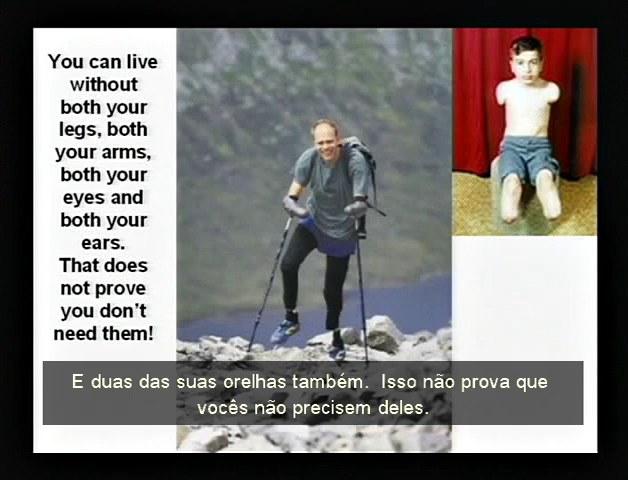 You can live
without
both your
legs, both
your arms,
both your
eyes and
both your
ears.
That does
not prove
you don't
need them!
E duas das suas orelhas também.  Isso não prova que
vocês não precisem deles.